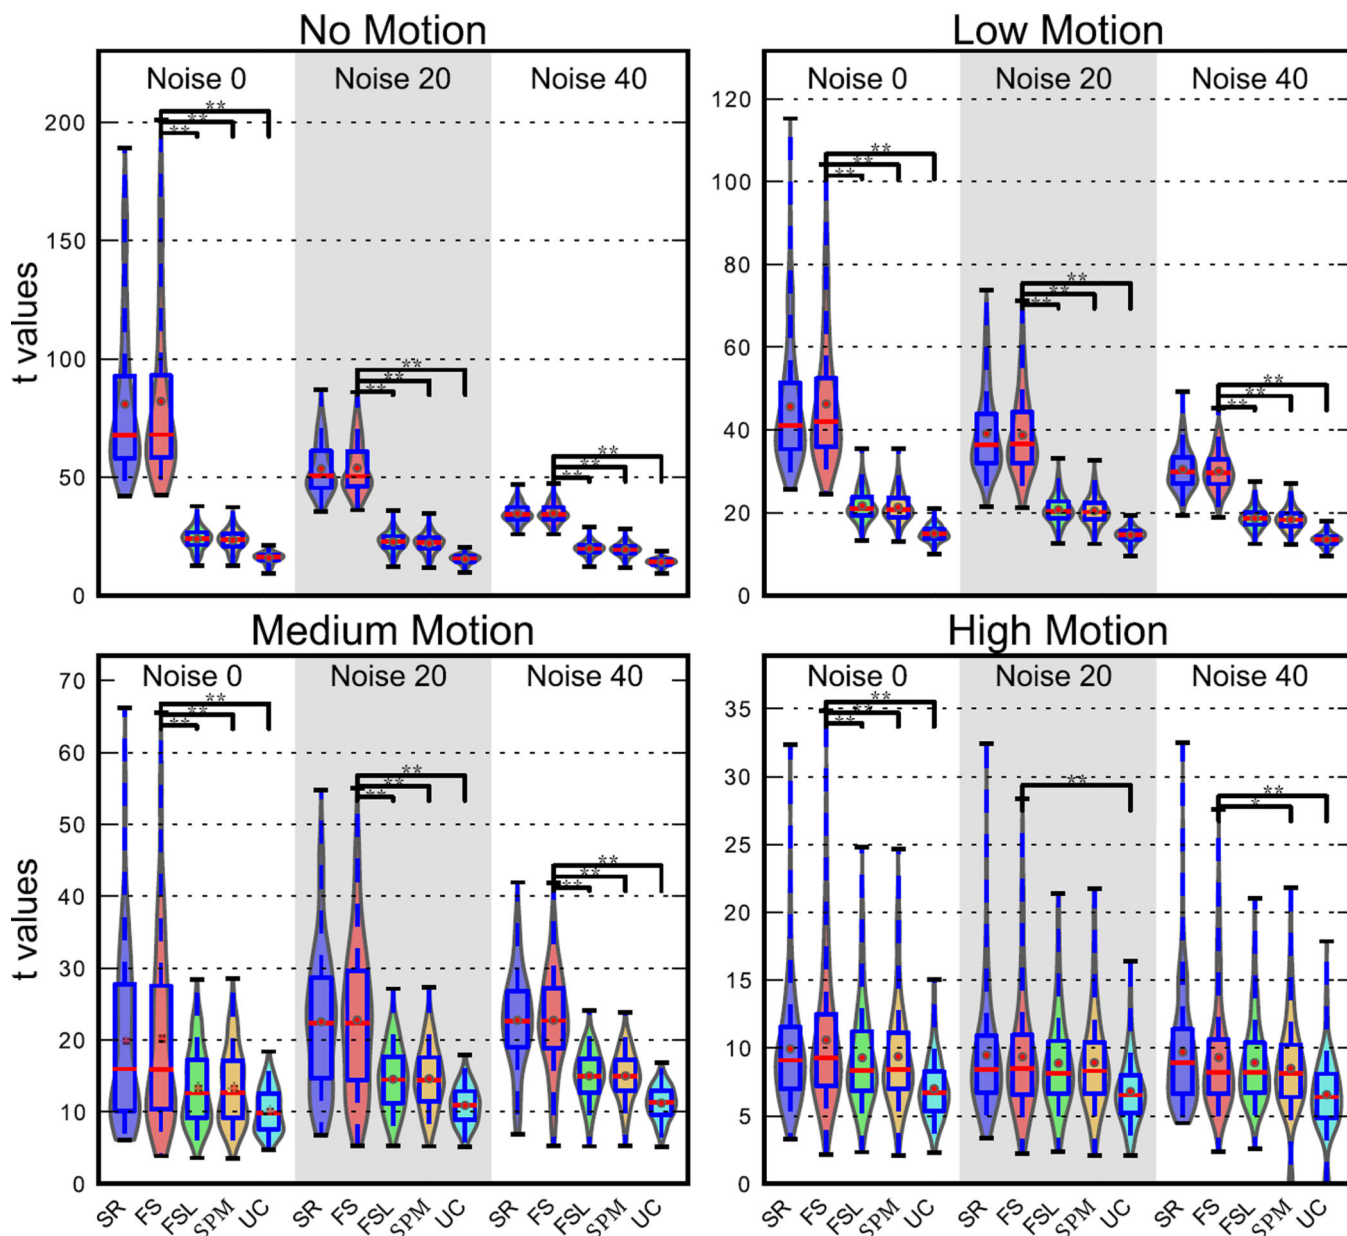 No Motion
Low Motion
Noise 0 Noise 20 Noise 40
Noise 0 Noise 20 Noise 40
t values
200
150
100
50
0
** ** **
** ** **
** ** **
120
100
80
60
40
20
0
** ** **
** ** **
** ** **
Medium Motion
High Motion
Noise 0 Noise 20 Noise 40
Noise 0 Noise 20 Noise 40
t values
70
60
50
40
30
20
10
0
** ** **
** ** **
** ** **
35
30
25
20
15
10
5
0
** ** **
**
** *
SR FS FSL SPM UC SR FS FSL SPM UC SR FS FSL SPM UC
SR FS FSL SPM UC SR FS FSL SPM UC SR FS FSL SPM UC